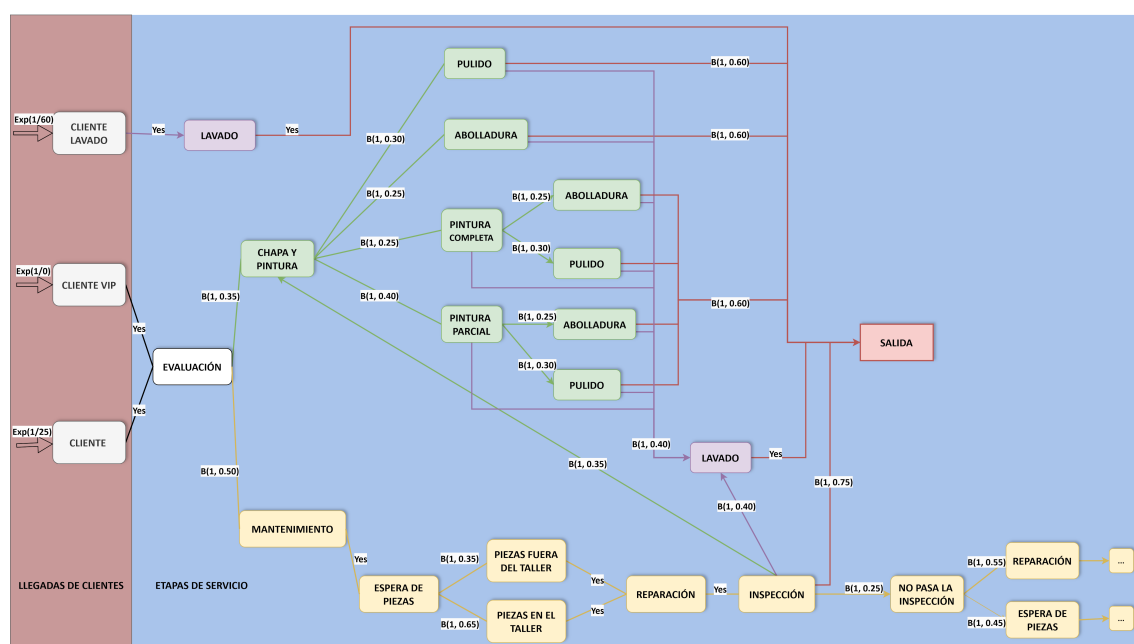 PULIDO
B(1, 0.60)
Exp(1/60)
CLIENTE
LAVADO
Yes
LAVADO
Yes
B(1, 0.30)
ABOLLADURA
B(1, 0.60)
B(1, 0.25)
B(1, 0.25)
ABOLLADURA
PINTURA
COMPLETA
B(1, 0.25)
B(1, 0.30)
PULIDO
CHAPA Y
PINTURA
Exp(1/0)
CLIENTE VIP
B(1, 0.35)
B(1, 0.40)
B(1, 0.60)
PINTURA
PARCIAL
B(1, 0.25)
ABOLLADURA
Yes
SALIDA
B(1, 0.30)
EVALUACIÓN
PULIDO
Yes
Exp(1/25)
CLIENTE
B(1, 0.40)
LAVADO
Yes
B(1, 0.35)
B(1, 0.50)
B(1, 0.75)
B(1, 0.40)
MANTENIMIENTO
Yes
B(1, 0.35)
PIEZAS FUERA
DEL TALLER
Yes
B(1, 0.55)
REPARACIÓN
...
LLEGADAS DE CLIENTES
ETAPAS DE SERVICIO
ESPERA DE
PIEZAS
REPARACIÓN
Yes
INSPECCIÓN
B(1, 0.25)
NO PASA LA
INSPECCIÓN
B(1, 0.65)
PIEZAS EN EL
TALLER
Yes
B(1, 0.45)
ESPERA DE
PIEZAS
...